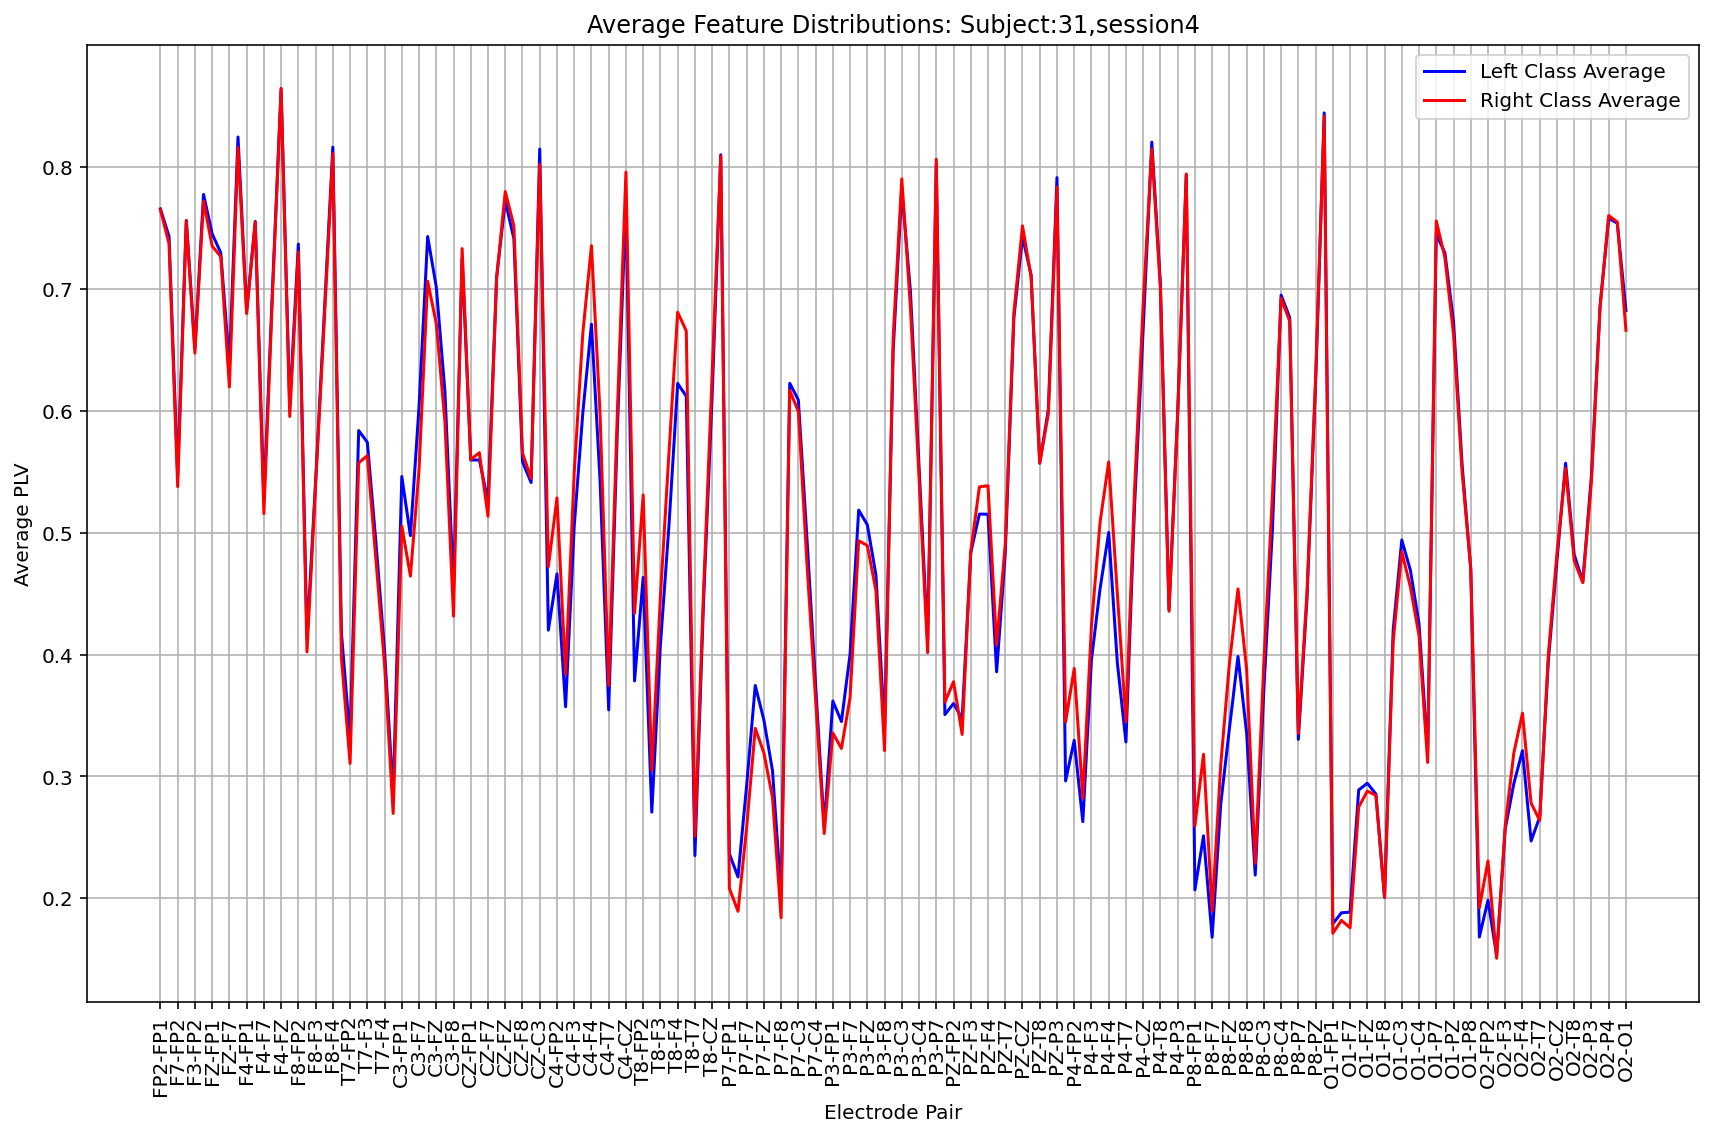 Average Feature Distributions: Subject:31,session4
Left Class Average
Right Class Average
Average PLV
0.8
0.7
0.6
0.5
0.4
0.3
0.2
FP2-FP1
F7-FP2
F3-FP2
FZ-FP1
FZ-F7
F4-FP1
F4-F7
F4-FZ
F8-FP2
F8-F3
F8-F4
T7-FP2
T7-F3
T7-F4
C3-FP1
C3-F7
C3-FZ
C3-F8
CZ-FP1
CZ-F7
CZ-FZ
CZ-F8
CZ-C3
C4-FP2
C4-F3
C4-F4
C4-T7
C4-CZ
T8-FP2
T8-F3
T8-F4
T8-T7
T8-CZ
P7-FP1
P7-F7
P7-FZ
P7-F8
P7-C3
P7-C4
P3-FP1
P3-F7
P3-FZ
P3-F8
P3-C3
P3-C4
P3-P7
PZ-FP2
PZ-F3
PZ-F4
PZ-T7
PZ-CZ
PZ-T8
PZ-P3
P4-FP2
P4-F3
P4-F4
P4-T7
P4-CZ
P4-T8
P4-P3
P8-FP1
P8-F7
P8-FZ
P8-F8
P8-C3
P8-C4
P8-P7
P8-PZ
O1-FP1
O1-F7
O1-FZ
O1-F8
O1-C3
O1-C4
O1-P7
O1-PZ
O1-P8
O2-FP2
O2-F3
O2-F4
O2-T7
O2-CZ
O2-T8
O2-P3
O2-P4
O2-O1
Electrode Pair